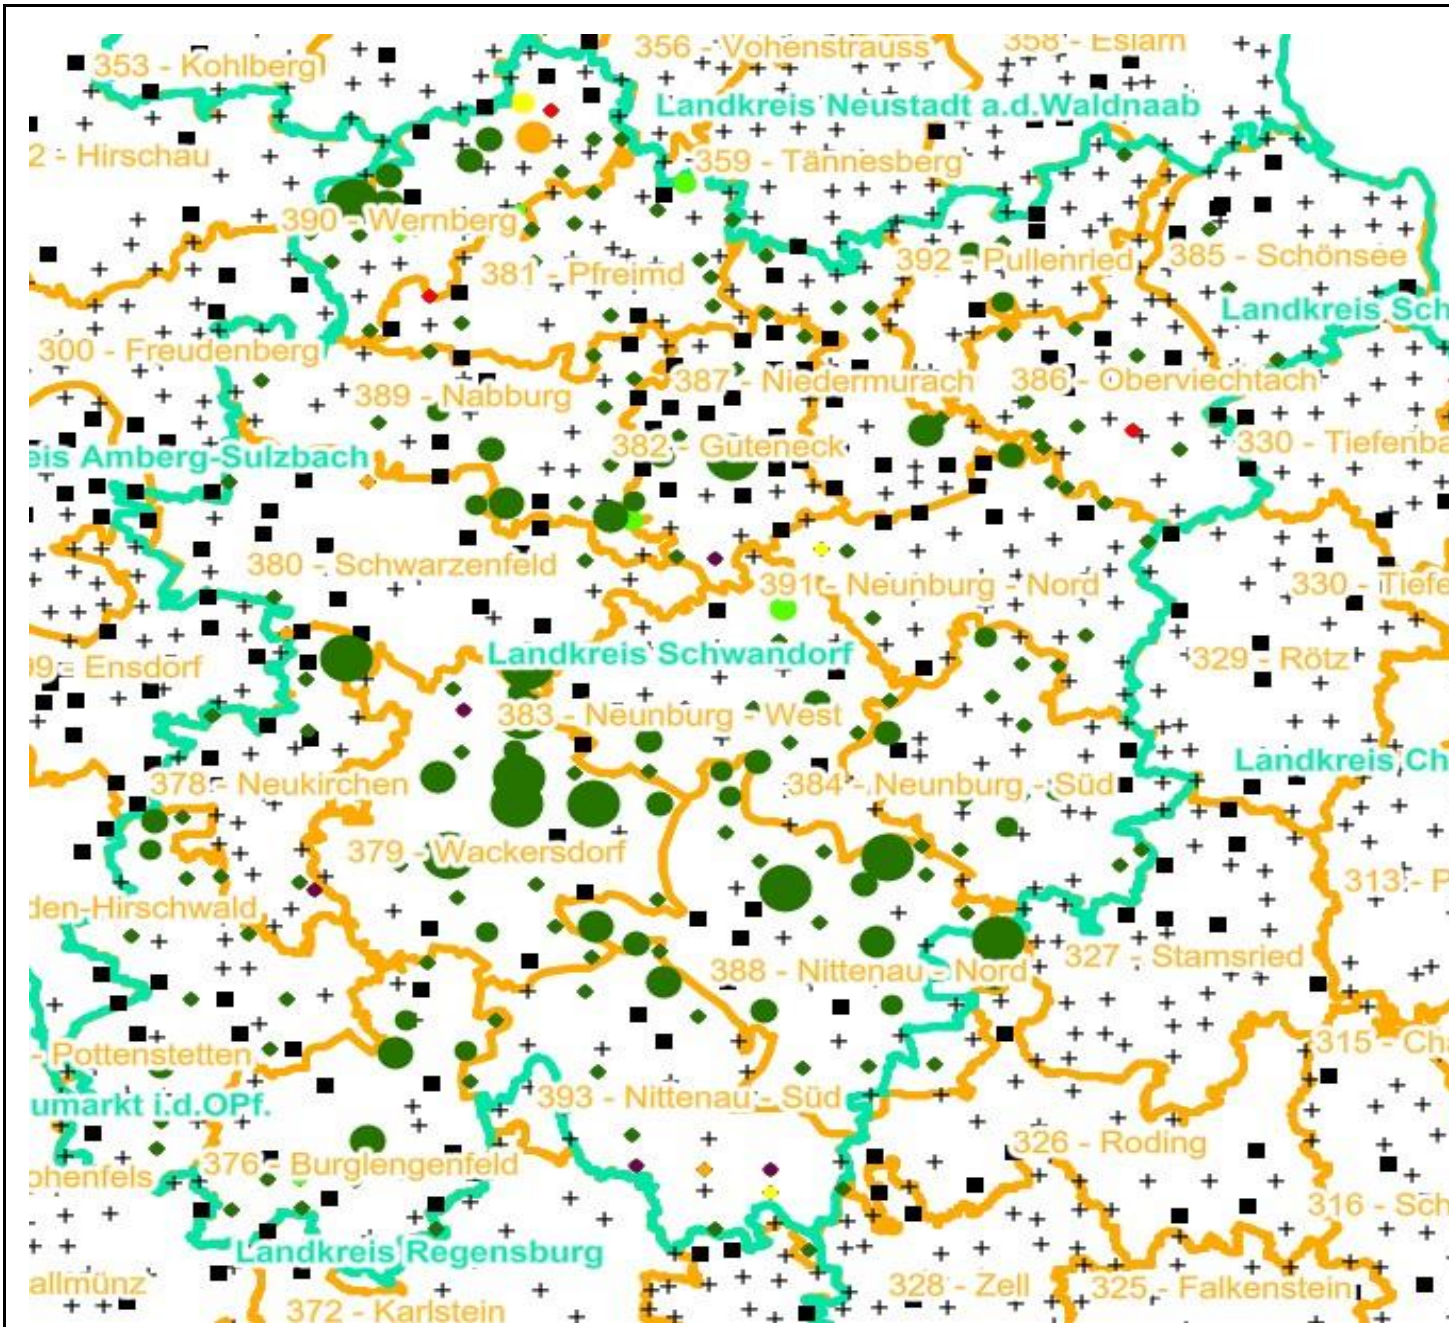 356 - Vohenstrauss
358 - Eslarn
353 - Kohlberg
Landkreis Neustadt a.d.Waldnaab
2 - Hirschau
359 - Tännesberg
390 - Wernberg
392 - Pullenried
385 - Schönsee
381 - Pfreimd
Landkreis Sch
300 - Freudenberg
387 - Niedermurach
386 - Oberviechtach
389 - Nabburg
382 - Guteneck
330 - Tiefenba
eis Amberg-Sulzbach
380 - Schwarzenfeld
391 - Neunburg - Nord
330 - Tiefe
Landkreis Schwandorf
329 - Rötz
99 - Ensdorf
383 - Neunburg - West
Landkreis Ch
378 - Neukirchen
384 - Neunburg - Süd
379 - Wackersdorf
313 - P
den-Hirschwald
327 - Stamsried
388 - Nittenau - Nord
- Pottenstetten
315 - Cha
393 - Nittenau - Süd
umarkt i.d.OPf.
326 - Roding
376 - Burglengenfeld
ohenfels
316 - Sch
Landkreis Regensburg
allmünz
328 - Zell
325 - Falkenstein
372 - Karlstein